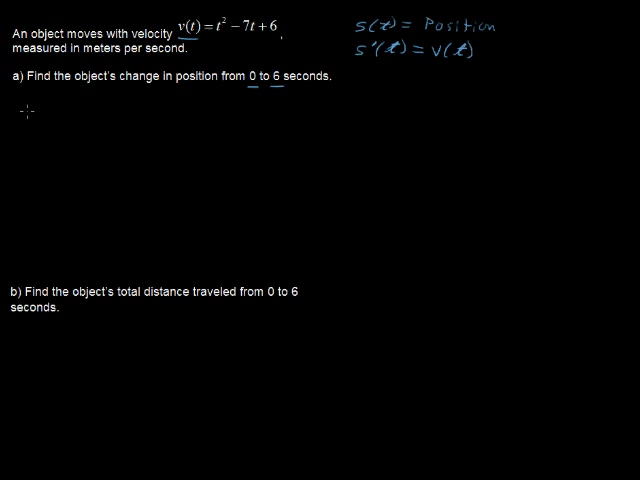 An object moves with velocity v(t) = t² − 7t + 6,
measured in meters per second.
s(t) = Position
s'(t) = v(t)
a) Find the object's change in position from 0 to 6 seconds.
b) Find the object's total distance traveled from 0 to 6
seconds.